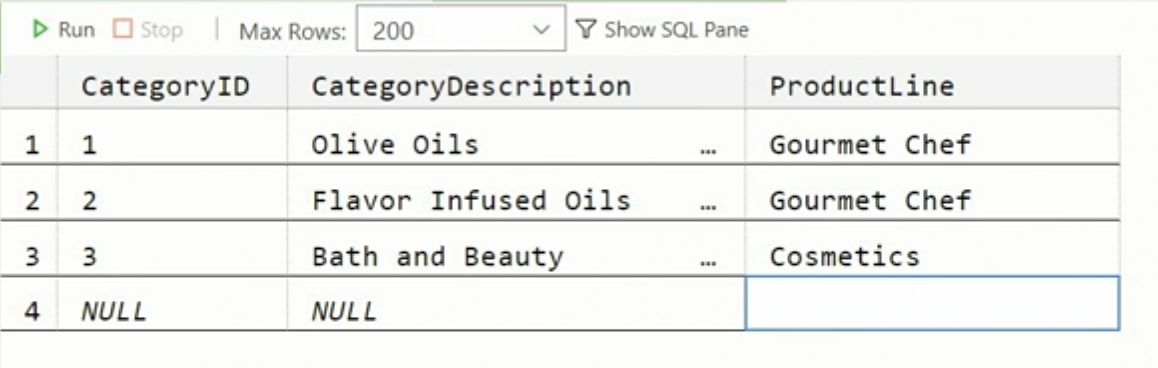 Run Stop Max Rows: 200 Show SQL Pane
CategoryID CategoryDescription ProductLine
1 1 Olive Oils … Gourmet Chef
2 2 Flavor Infused Oils … Gourmet Chef
3 3 Bath and Beauty … Cosmetics
4 NULL NULL